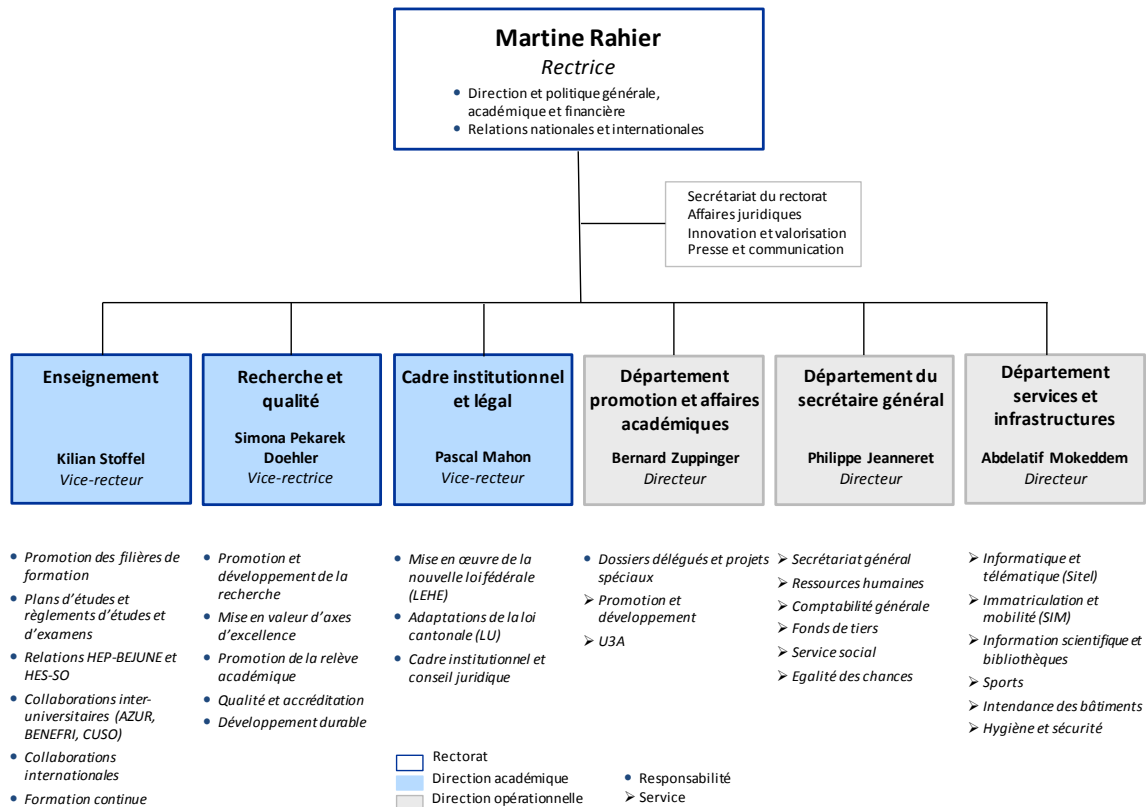 Martine Rahier
Rectrice
• Direction et politique générale,
académique et financière
• Relations nationales et internationales
Secrétariat du rectorat
Affaires juridiques
Innovation et valorisation
Presse et communication
Enseignement
Kilian Stoffel
Vice-recteur
Recherche et
qualité
Simona Pekarek
Doehler
Vice-rectrice
Cadre institutionnel
et légal
Pascal Mahon
Vice-recteur
Département
promotion et affaires
académiques
Bernard Zuppinger
Directeur
Département du
secrétaire général
Philippe Jeanneret
Directeur
Département
services et
infrastructures
Abdelatif Mokeddem
Directeur
• Promotion des filières de
formation
• Plans d'études et
règlements d'études et
d'examens
• Relations HEP-BEJUNE et
HES-SO
• Collaborations inter-
universitaires (AZUR,
BENEFRI, CUSO)
• Collaborations
internationales
• Formation continue
• Promotion et
développement de la
recherche
• Mise en valeur d'axes
d'excellence
• Promotion de la relève
académique
• Qualité et accréditation
• Développement durable
• Mise en œuvre de la
nouvelle loi fédérale
(LEHE)
• Adaptations de la loi
cantonale (LU)
• Cadre institutionnel et
conseil juridique
• Dossiers délégués et projets
spéciaux
➢ Promotion et
développement
➢ U3A
➢ Secrétariat général
➢ Ressources humaines
➢ Comptabilité générale
➢ Fonds de tiers
➢ Service social
➢ Egalité des chances
➢ Informatique et
télématique (Sitel)
➢ Immatriculation et
mobilité (SIM)
➢ Information scientifique et
bibliothèques
➢ Sports
➢ Intendance des bâtiments
➢ Hygiène et sécurité
Rectorat
Direction académique
Direction opérationnelle
• Responsabilité
➢ Service